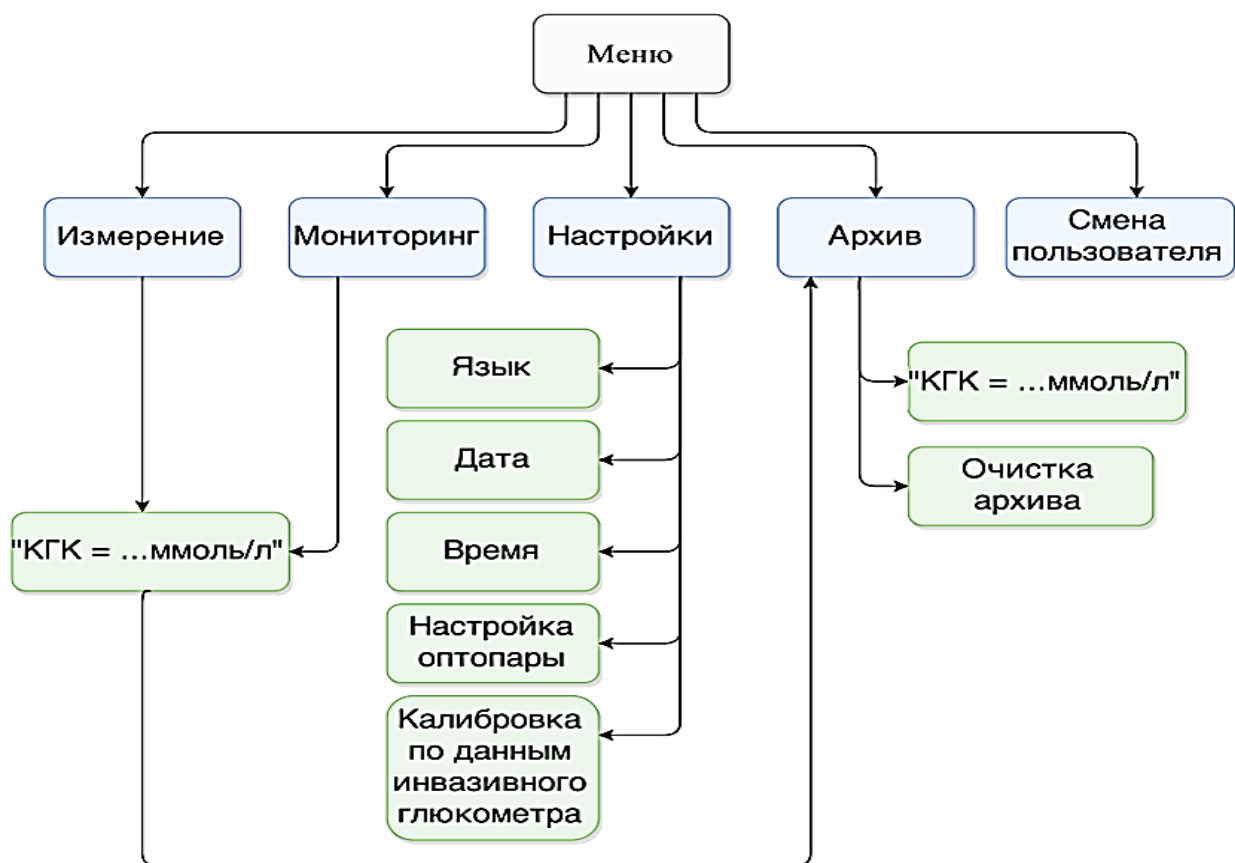 Меню
Измерение
Мониторинг
Настройки
Архив
Смена
пользователя
Язык
Дата
Время
Настройка
оптопары
Калибровка
по данным
инвазивного
глюкометра
"КГК = ...ммоль/л"
"КГК = ...ммоль/л"
Очистка
архива